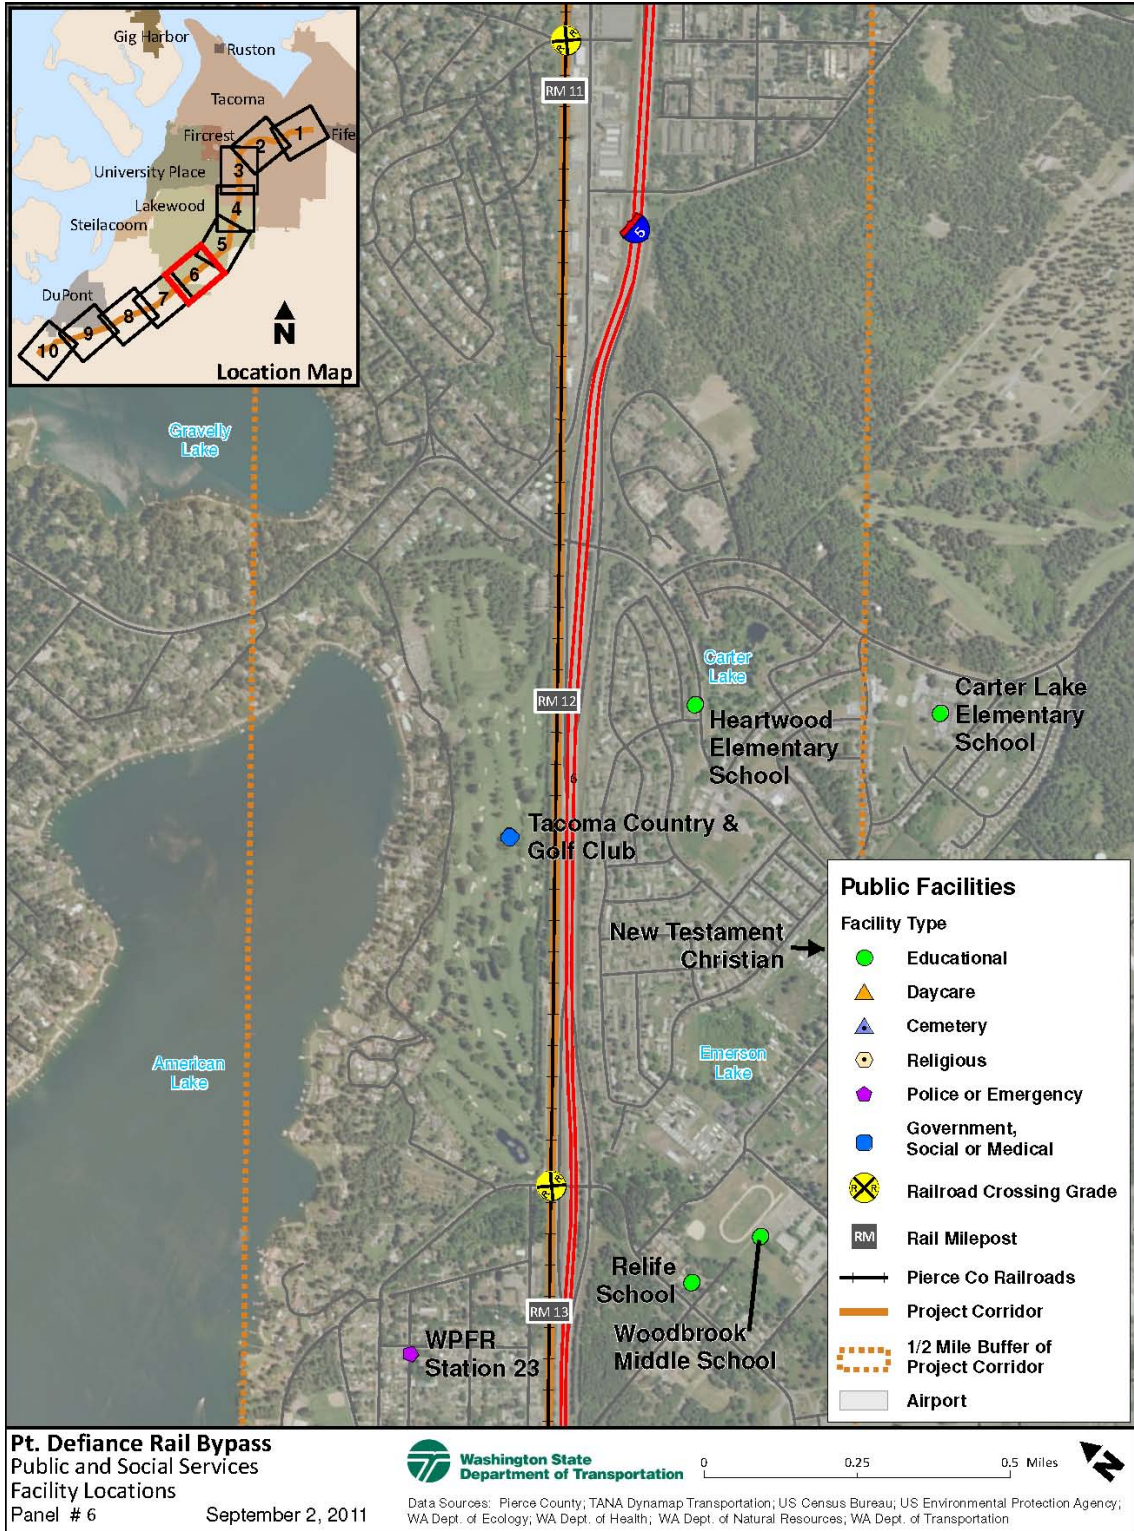 Gig Harbor
Ruston
Tacoma
Fircrest
Fife
University Place
Lakewood
Steilacoom
DuPont
1
2
3
4
5
6
7
8
9
10
N
Location Map
RM 11
5
Gravelly
Lake
Carter
Lake
RM 12
Heartwood
Elementary
School
Carter Lake
Elementary
School
6
Tacoma Country &
Golf Club
New Testament
Christian
American
Lake
Emerson
Lake
R R
Relife
School
RM 13
Woodbrook
Middle School
WPFR
Station 23
Public Facilities
Facility Type
Educational
Daycare
Cemetery
Religious
Police or Emergency
Government,
Social or Medical
R R
Railroad Crossing Grade
RM
Rail Milepost
Pierce Co Railroads
Project Corridor
1/2 Mile Buffer of
Project Corridor
Airport
Pt. Defiance Rail Bypass
Public and Social Services
Facility Locations
Panel # 6 September 2, 2011
Washington State
Department of Transportation
0 0.25 0.5 Miles
N
Data Sources: Pierce County; TANA Dynamap Transportation; US Census Bureau; US Environmental Protection Agency;
WA Dept. of Ecology; WA Dept. of Health; WA Dept. of Natural Resources; WA Dept. of Transportation